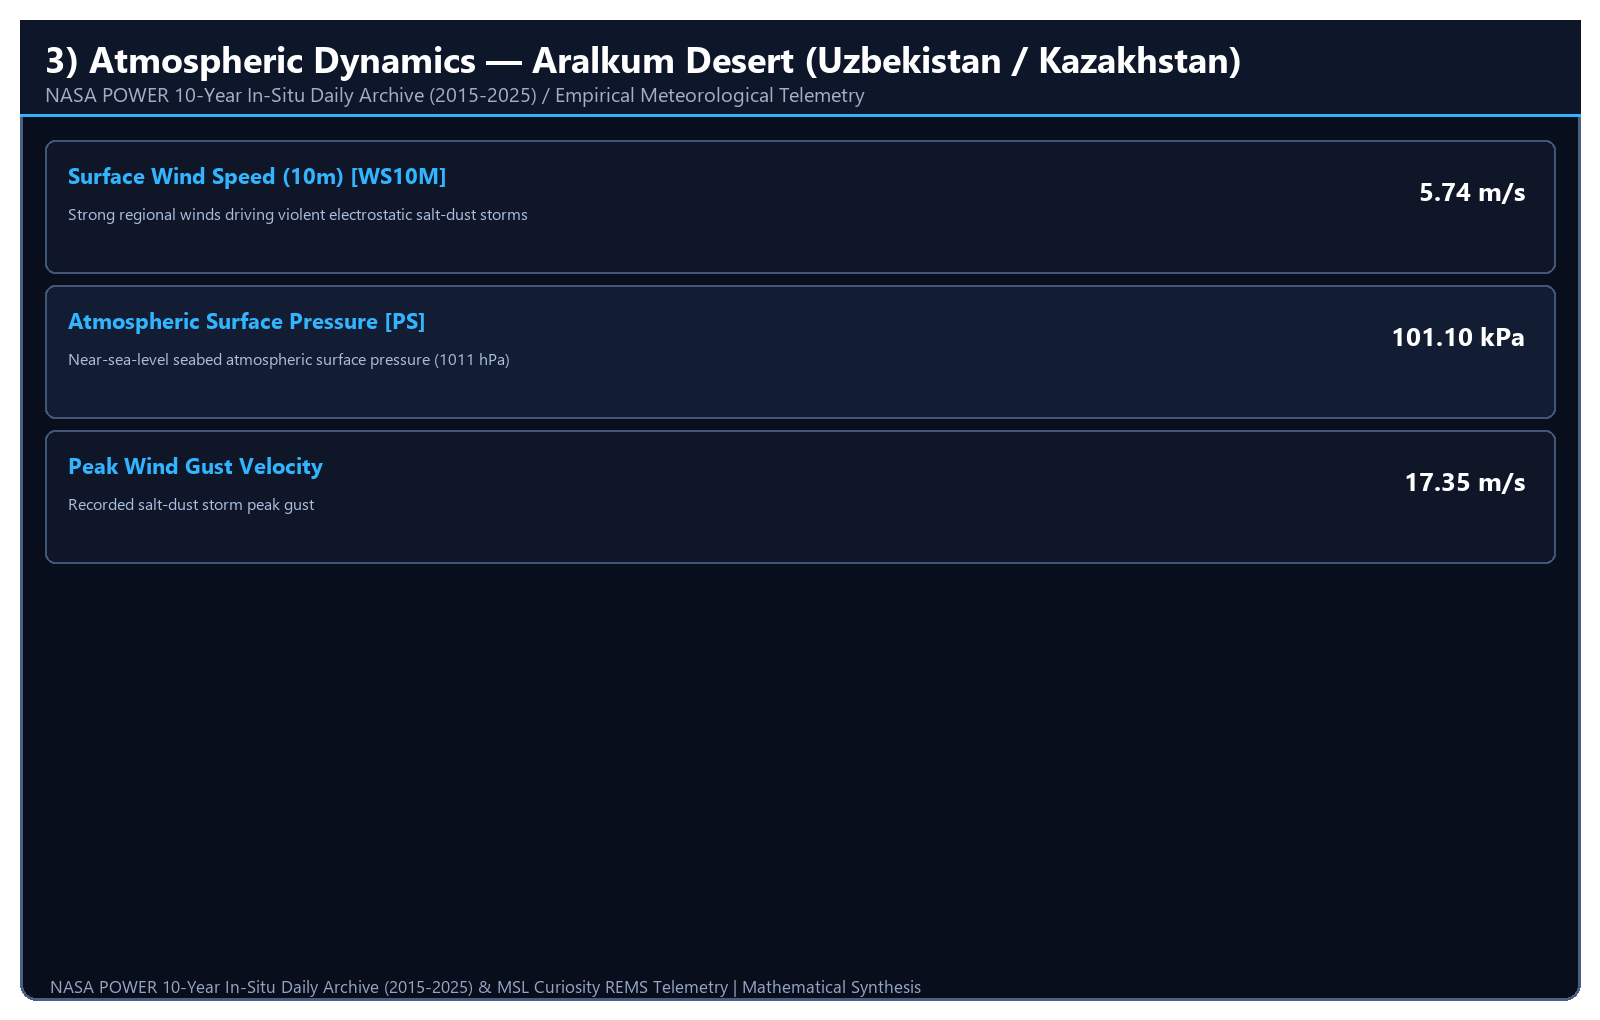 3) Atmospheric Dynamics — Aralkum Desert (Uzbekistan / Kazakhstan)
NASA POWER 10-Year In-Situ Daily Archive (2015-2025) / Empirical Meteorological Telemetry
Surface Wind Speed (10m) [WS10M]
5.74 m/s
Strong regional winds driving violent electrostatic salt-dust storms
Atmospheric Surface Pressure [PS]
101.10 kPa
Near-sea-level seabed atmospheric surface pressure (1011 hPa)
Peak Wind Gust Velocity
17.35 m/s
Recorded salt-dust storm peak gust
NASA POWER 10-Year In-Situ Daily Archive (2015-2025) & MSL Curiosity REMS Telemetry | Mathematical Synthesis